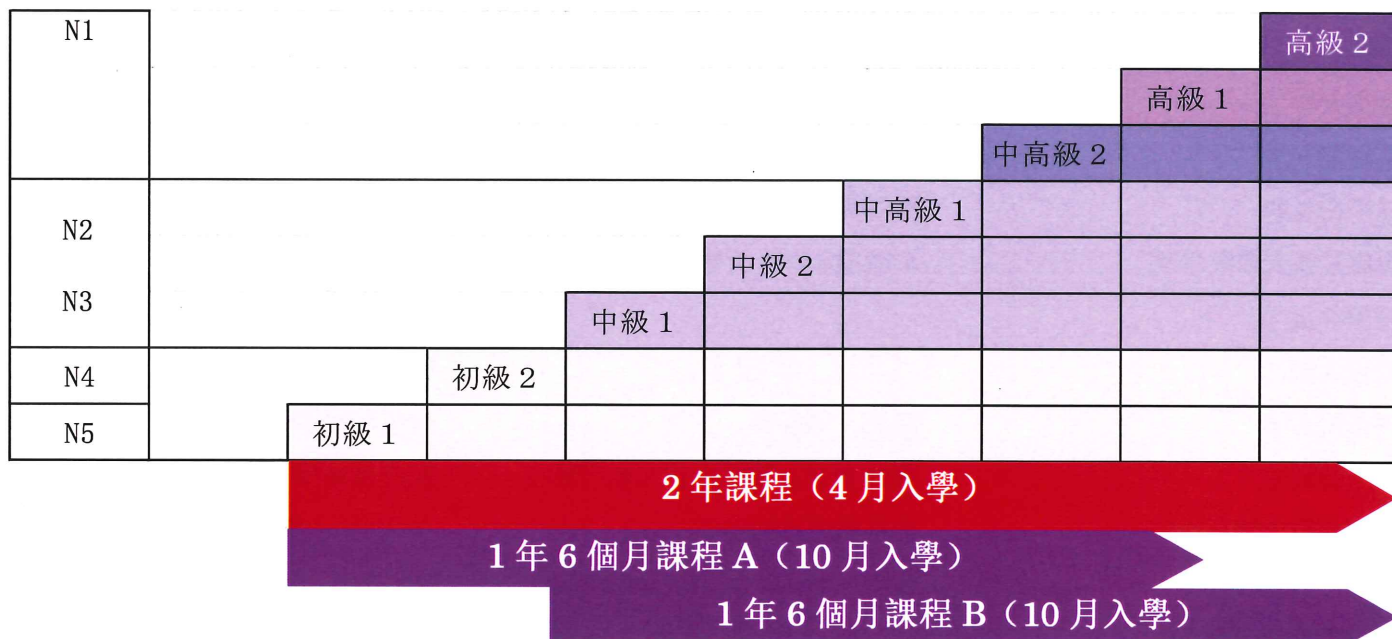 N1
高級２
高級１
中高級２
中高級１
N2
中級２
N3
中級１
N4
初級２
N5
初級１
2 年課程（4 月入學）
1 年 6 個月課程 A（10 月入學）
1 年 6 個月課程 B（10 月入學）